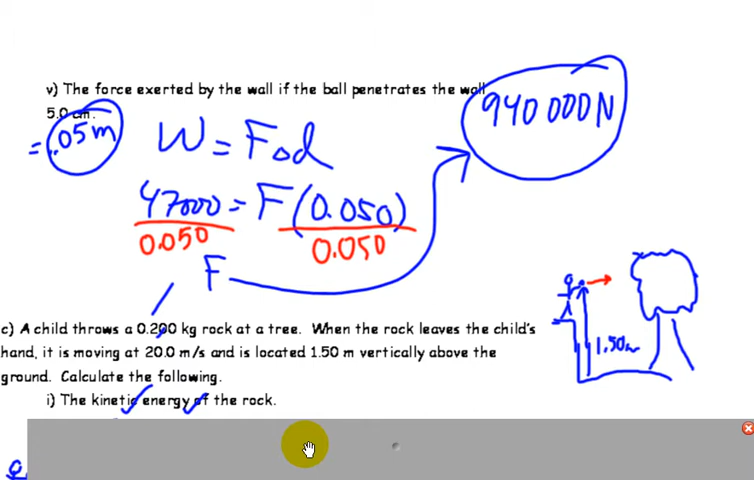 v) The force exerted by the wall if the ball penetrates the wall
5.0 cm.
= .05 m
W = F∆d
940 000 N
47000 = F(0.050)
0.050 0.050
F
c) A child throws a 0.200 kg rock at a tree. When the rock leaves the child's
hand, it is moving at 20.0 m/s and is located 1.50 m vertically above the
ground. Calculate the following.
1.50m
i) The kinetic energy of the rock.